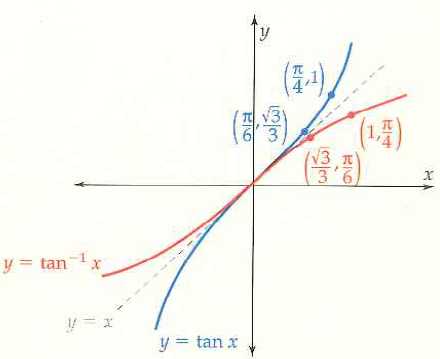 y
(π/4, 1)
(π/6, √3/3)
(1, π/4)
(√3/3, π/6)
x
y = tan⁻¹ x
y = x
y = tan x